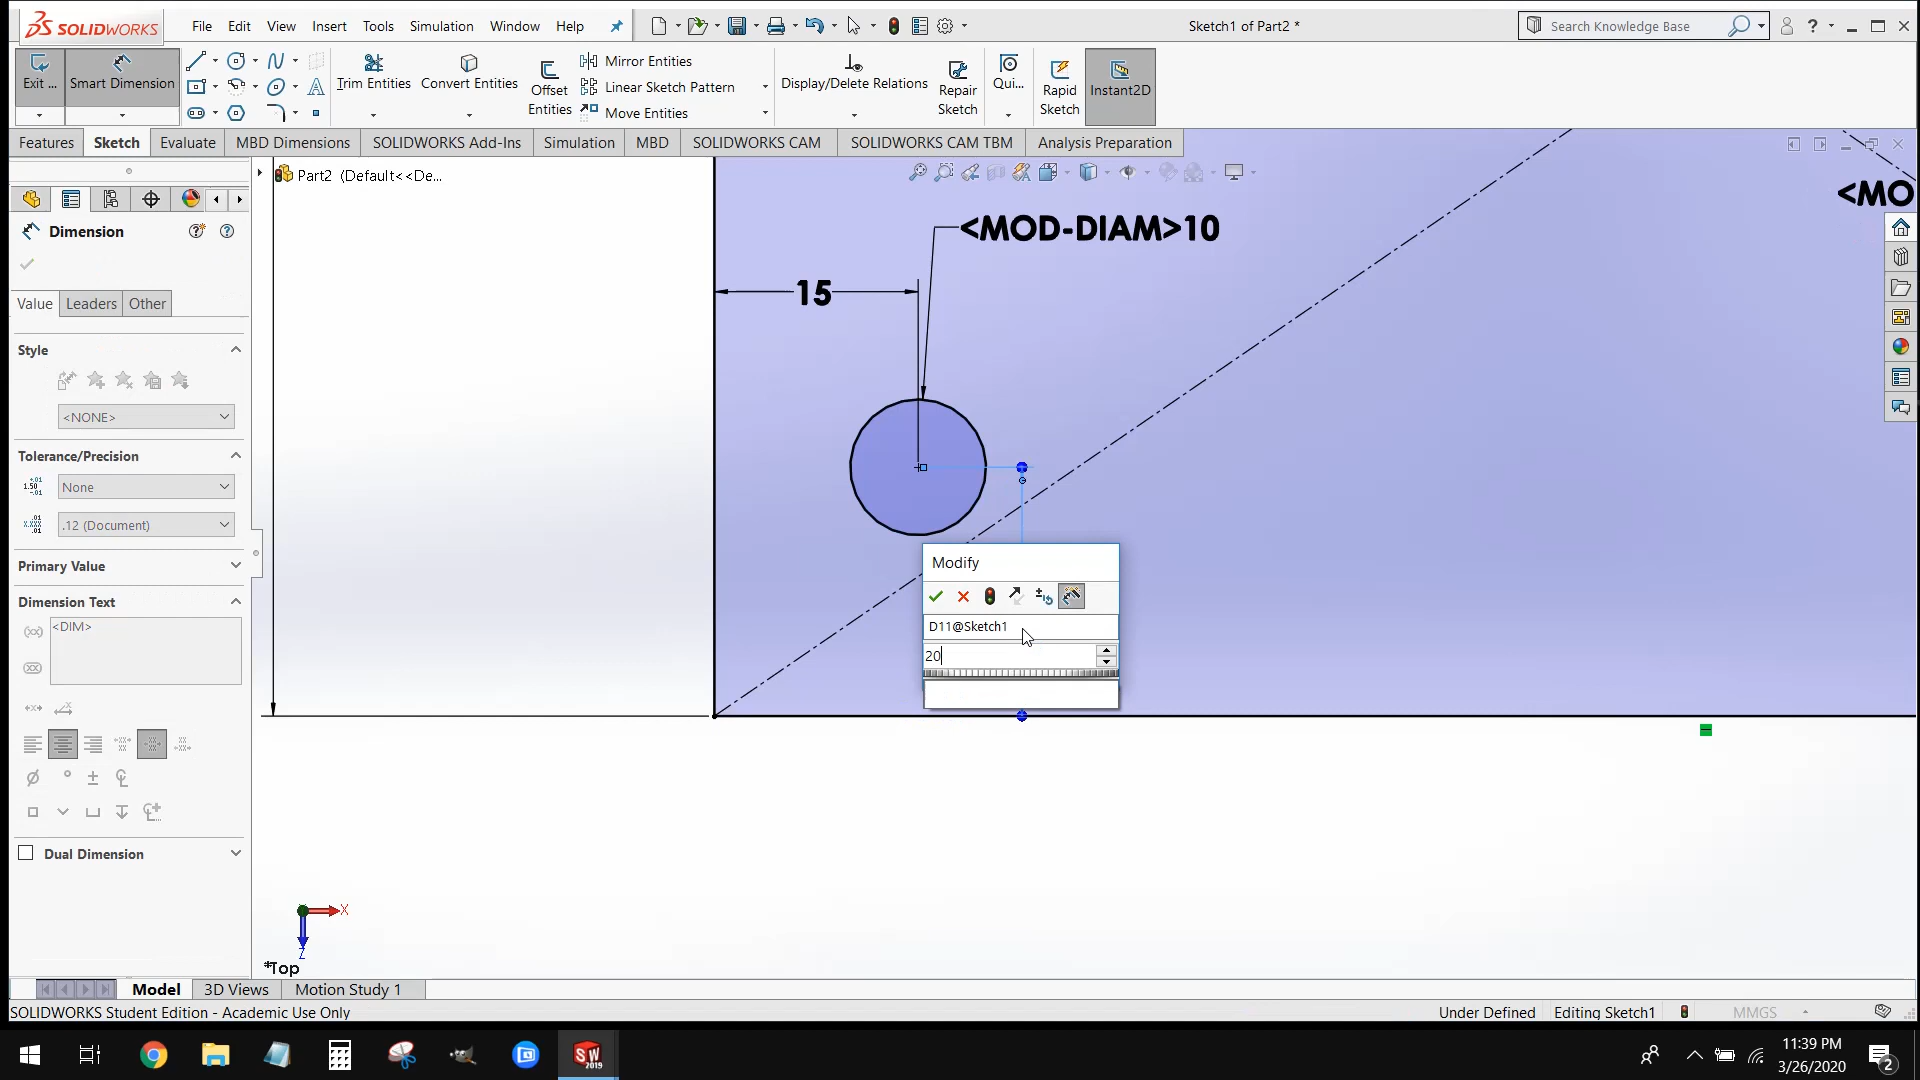 SOLIDWORKS
File Edit View Insert Tools Simulation Window Help
Sketch1 of Part2 *
Search Knowledge Base
Exit ...
Smart Dimension
Trim Entities
Convert Entities
Offset Entities
Mirror Entities
Linear Sketch Pattern
Move Entities
Display/Delete Relations
Repair Sketch
Qui...
Rapid Sketch
Instant2D
Features Sketch Evaluate MBD Dimensions SOLIDWORKS Add-Ins Simulation MBD SOLIDWORKS CAM SOLIDWORKS CAM TBM Analysis Preparation
Part2 (Default<<De...
<MO
<MOD-DIAM>10
15
Dimension
Value Leaders Other
Style
<NONE>
Tolerance/Precision
None
.12 (Document)
Primary Value
Dimension Text
<DIM>
Dual Dimension
Modify
D11@Sketch1
20
X
Z
*Top
Model 3D Views Motion Study 1
SOLIDWORKS Student Edition - Academic Use Only
Under Defined Editing Sketch1 MMGS
SW
2019
11:39 PM
3/26/2020
2